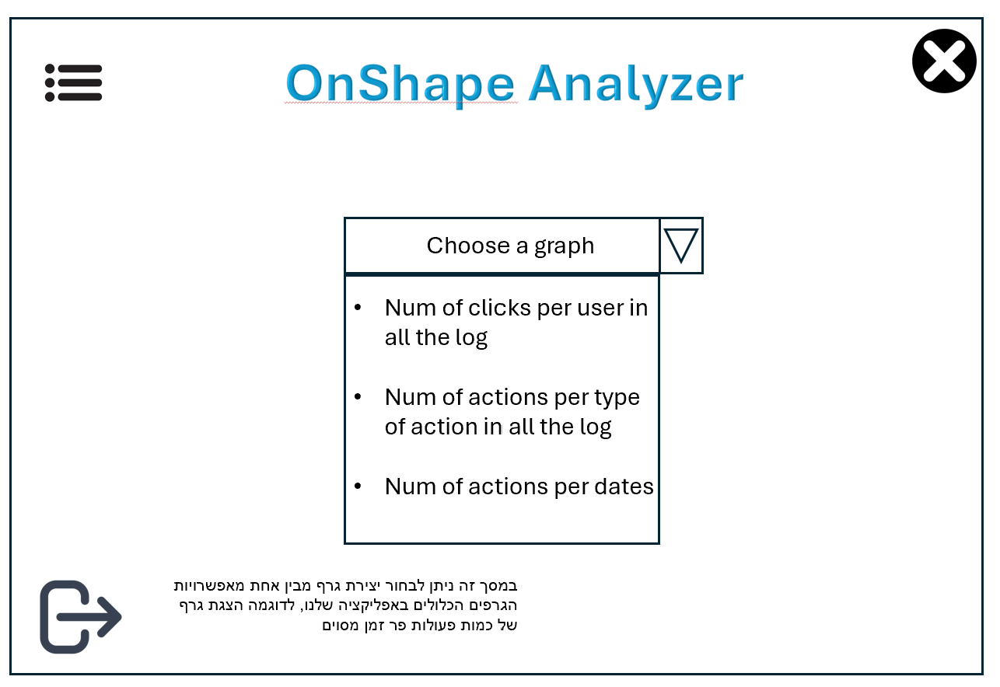 OnShape Analyzer
Choose a graph
• Num of clicks per user in
all the log
• Num of actions per type
of action in all the log
• Num of actions per dates
במסך זה ניתן לבחור יצירת גרף מבין אחת מאפשרויות
הגרפים הכלולים באפליקציה שלנו, לדוגמה הצגת גרף
של כמות פעולות פר זמן מסוים